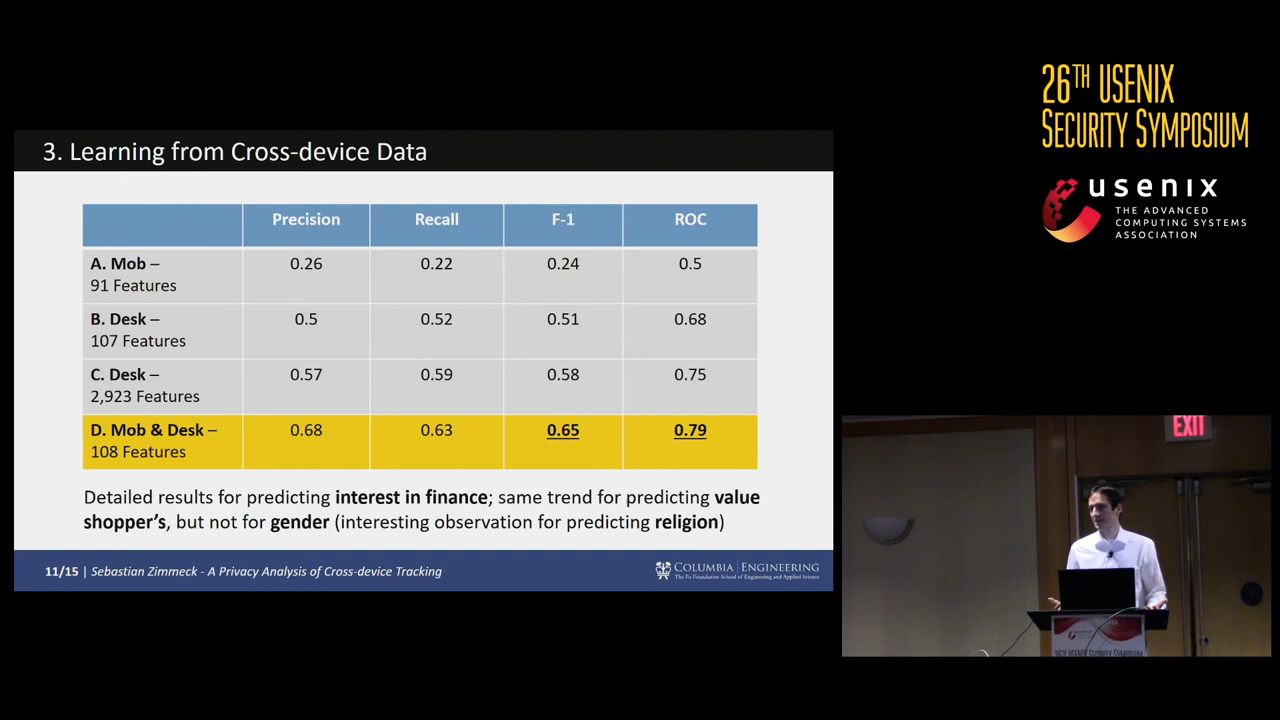 26TH USENIX
SECURITY SYMPOSIUM
usenix
THE ADVANCED
COMPUTING SYSTEMS
ASSOCIATION
3. Learning from Cross-device Data
Precision Recall F-1 ROC
A. Mob –
91 Features
0.26 0.22 0.24 0.5
B. Desk –
107 Features
0.5 0.52 0.51 0.68
C. Desk –
2,923 Features
0.57 0.59 0.58 0.75
D. Mob & Desk –
108 Features
0.68 0.63 0.65 0.79
Detailed results for predicting interest in finance; same trend for predicting value
shopper's, but not for gender (interesting observation for predicting religion)
11/15 | Sebastian Zimmeck - A Privacy Analysis of Cross-device Tracking
COLUMBIA | ENGINEERING
The Fu Foundation School of Engineering and Applied Science
EXIT
usenix
26TH USENIX SECURITY SYMPOSIUM